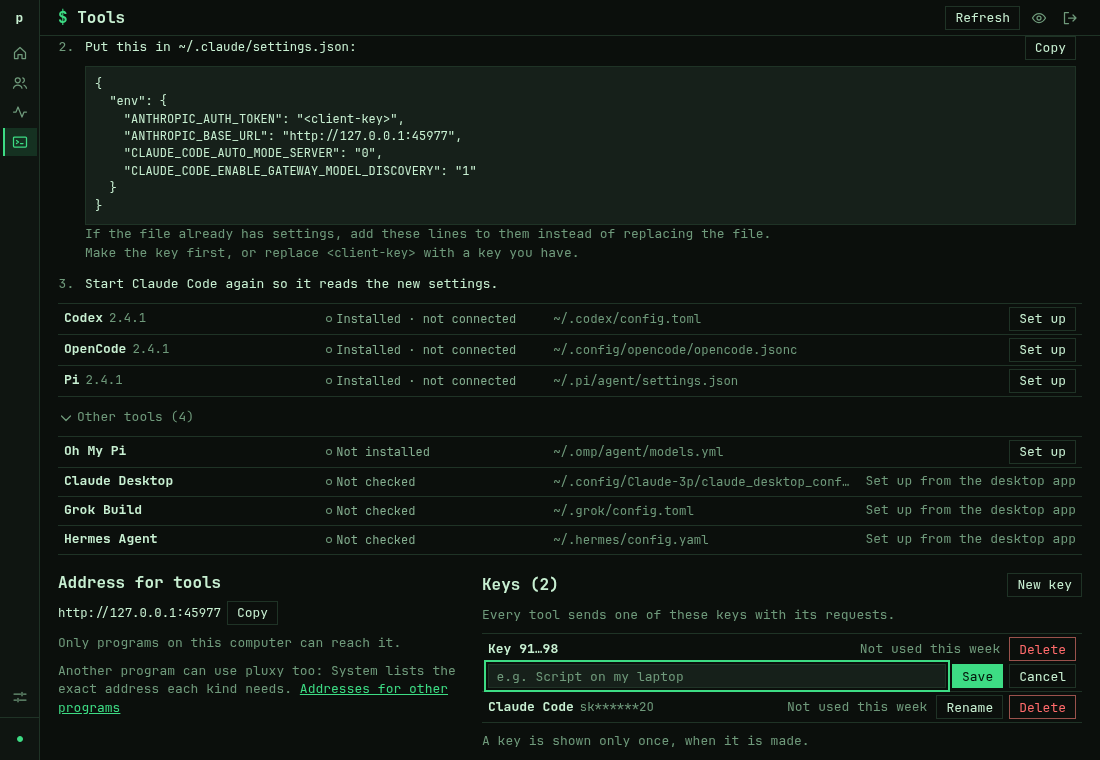 p
$ Tools
Refresh
2. Put this in ~/.claude/settings.json:
Copy
{
"env": {
"ANTHROPIC_AUTH_TOKEN": "<client-key>",
"ANTHROPIC_BASE_URL": "http://127.0.0.1:45977",
"CLAUDE_CODE_AUTO_MODE_SERVER": "0",
"CLAUDE_CODE_ENABLE_GATEWAY_MODEL_DISCOVERY": "1"
}
}
If the file already has settings, add these lines to them instead of replacing the file.
Make the key first, or replace <client-key> with a key you have.
3. Start Claude Code again so it reads the new settings.
Codex 2.4.1 Installed · not connected ~/.codex/config.toml Set up
OpenCode 2.4.1 Installed · not connected ~/.config/opencode/opencode.jsonc Set up
Pi 2.4.1 Installed · not connected ~/.pi/agent/settings.json Set up
Other tools (4)
Oh My Pi Not installed ~/.omp/agent/models.yml Set up
Claude Desktop Not checked ~/.config/Claude-3p/claude_desktop_conf… Set up from the desktop app
Grok Build Not checked ~/.grok/config.toml Set up from the desktop app
Hermes Agent Not checked ~/.hermes/config.yaml Set up from the desktop app
Address for tools
http://127.0.0.1:45977 Copy
Only programs on this computer can reach it.
Another program can use pluxy too: System lists the
exact address each kind needs. Addresses for other
programs
Keys (2)
New key
Every tool sends one of these keys with its requests.
Key 91…98 Not used this week Delete
e.g. Script on my laptop Save Cancel
Claude Code sk******20 Not used this week Rename Delete
A key is shown only once, when it is made.